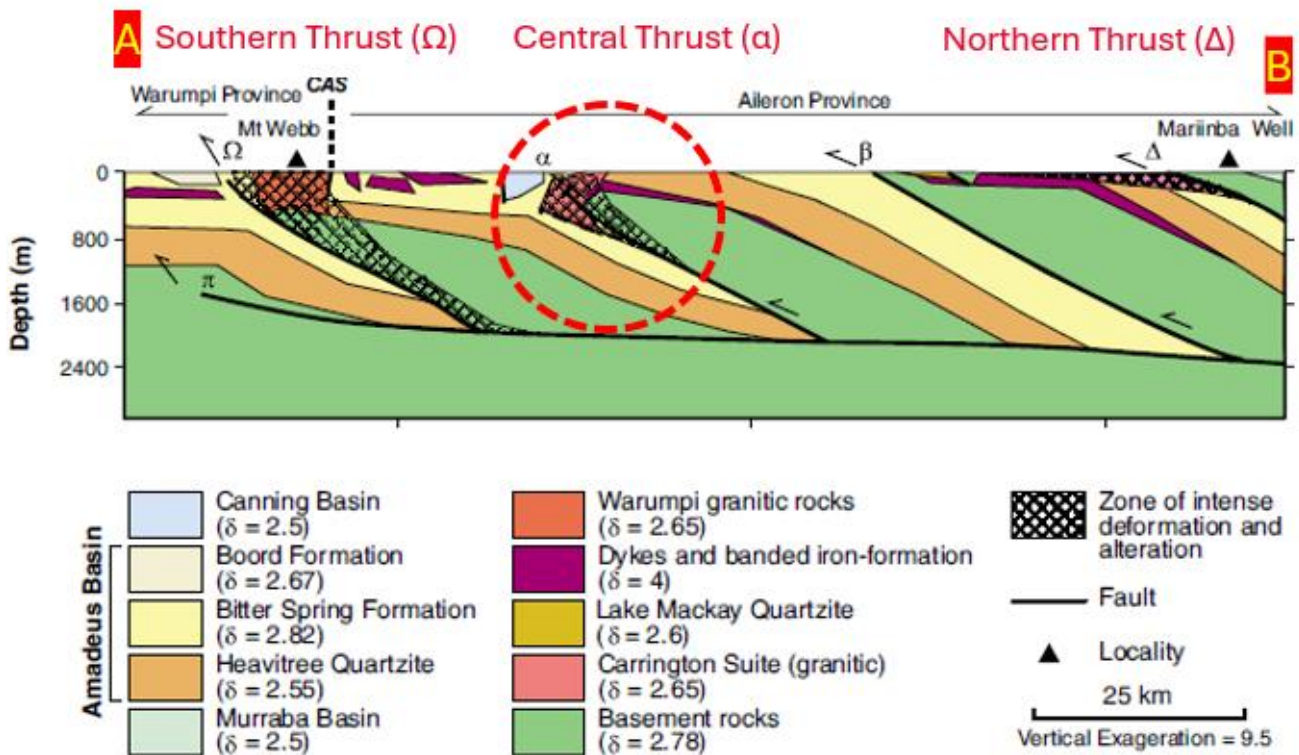 A Southern Thrust (Ω) Central Thrust (α) Northern Thrust (Δ) B
Warumpi Province CAS Aileron Province
Mt Webb Mariinba Well
Ω α β Δ
0
800
1600
2400
Depth (m)
π
Amadeus Basin
Canning Basin
(δ = 2.5)
Boord Formation
(δ = 2.67)
Bitter Spring Formation
(δ = 2.82)
Heavitree Quartzite
(δ = 2.55)
Murraba Basin
(δ = 2.5)
Warumpi granitic rocks
(δ = 2.65)
Dykes and banded iron-formation
(δ = 4)
Lake Mackay Quartzite
(δ = 2.6)
Carrington Suite (granitic)
(δ = 2.65)
Basement rocks
(δ = 2.78)
Zone of intense
deformation and
alteration
Fault
Locality
25 km
Vertical Exageration = 9.5